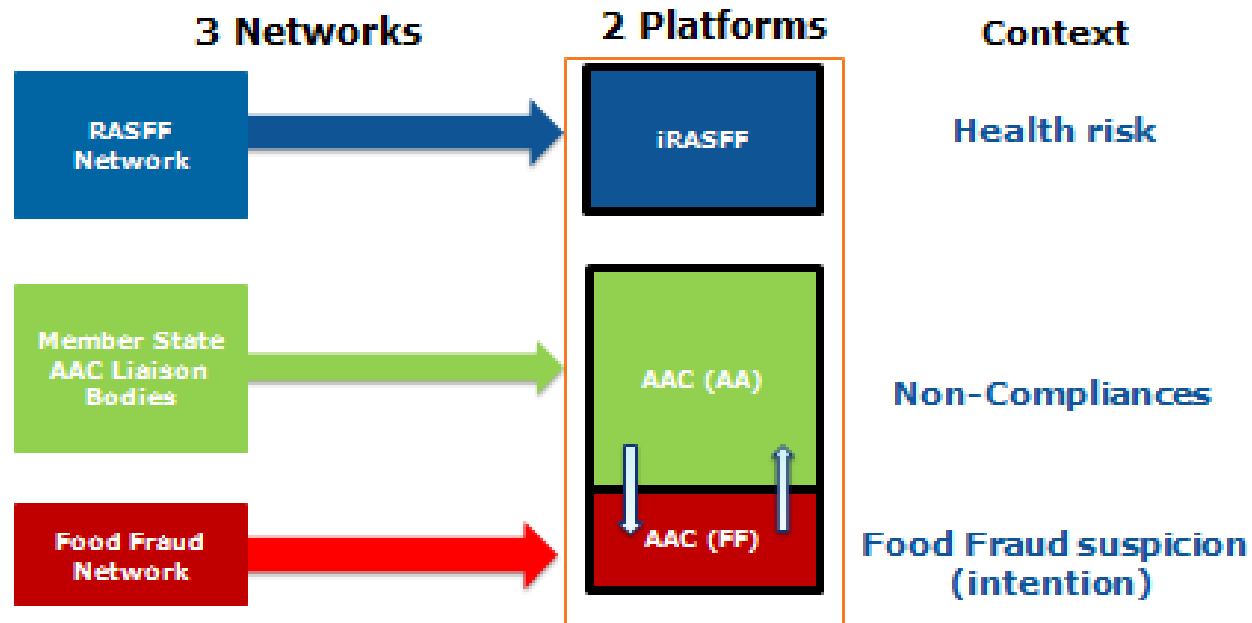 3 Networks
2 Platforms
Context
RASFF
Network
iRASFF
Health risk
Member State
AAC Liaison
Bodies
AAC (AA)
Non-Compliances
Food Fraud
Network
AAC (FF)
Food Fraud suspicion
(intention)